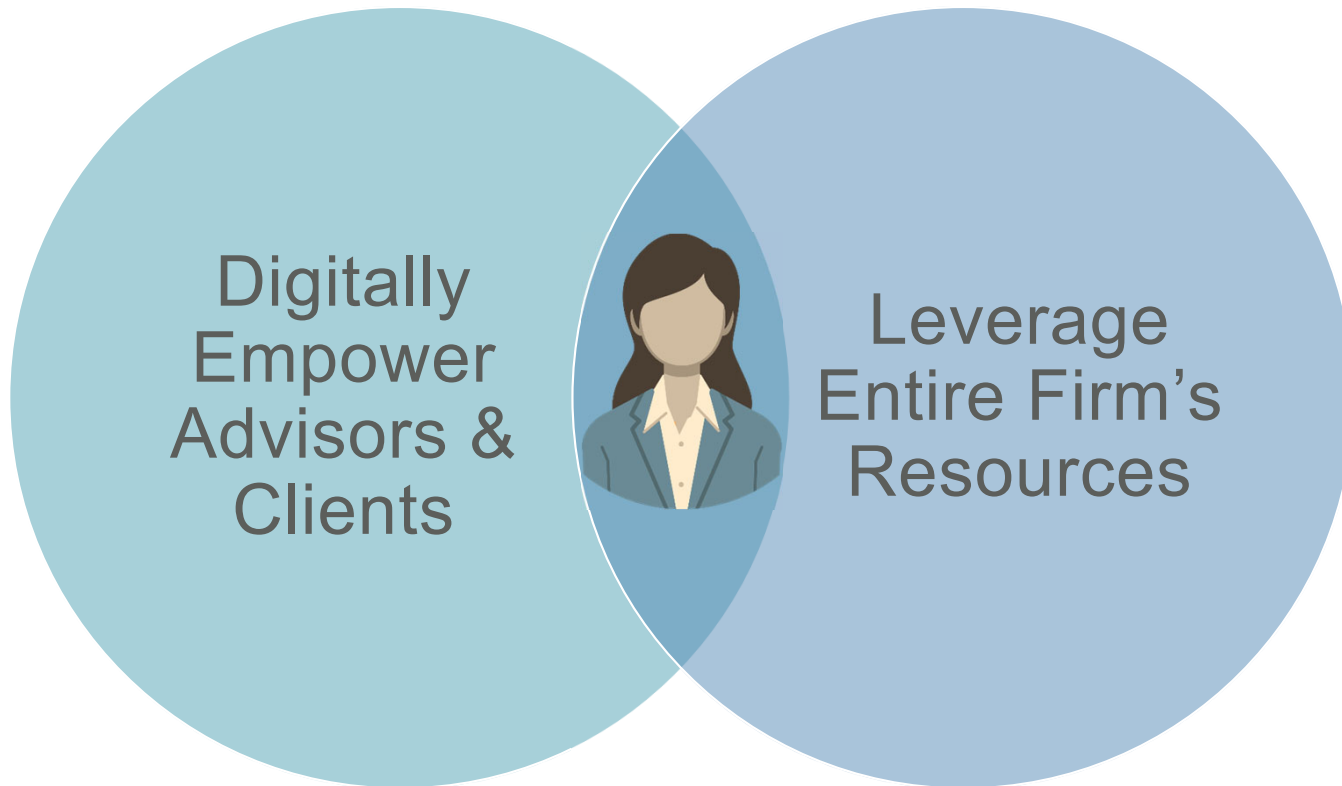 Digitally
Empower
Advisors &
Clients
Leverage
Entire Firm’s
Resources